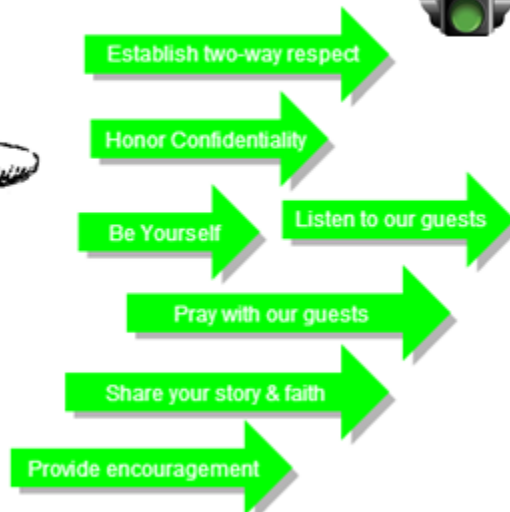 Establish two-way respect
Honor Confidentiality
Be Yourself
Listen to our guests
Pray with our guests
Share your story & faith
Provide encouragement